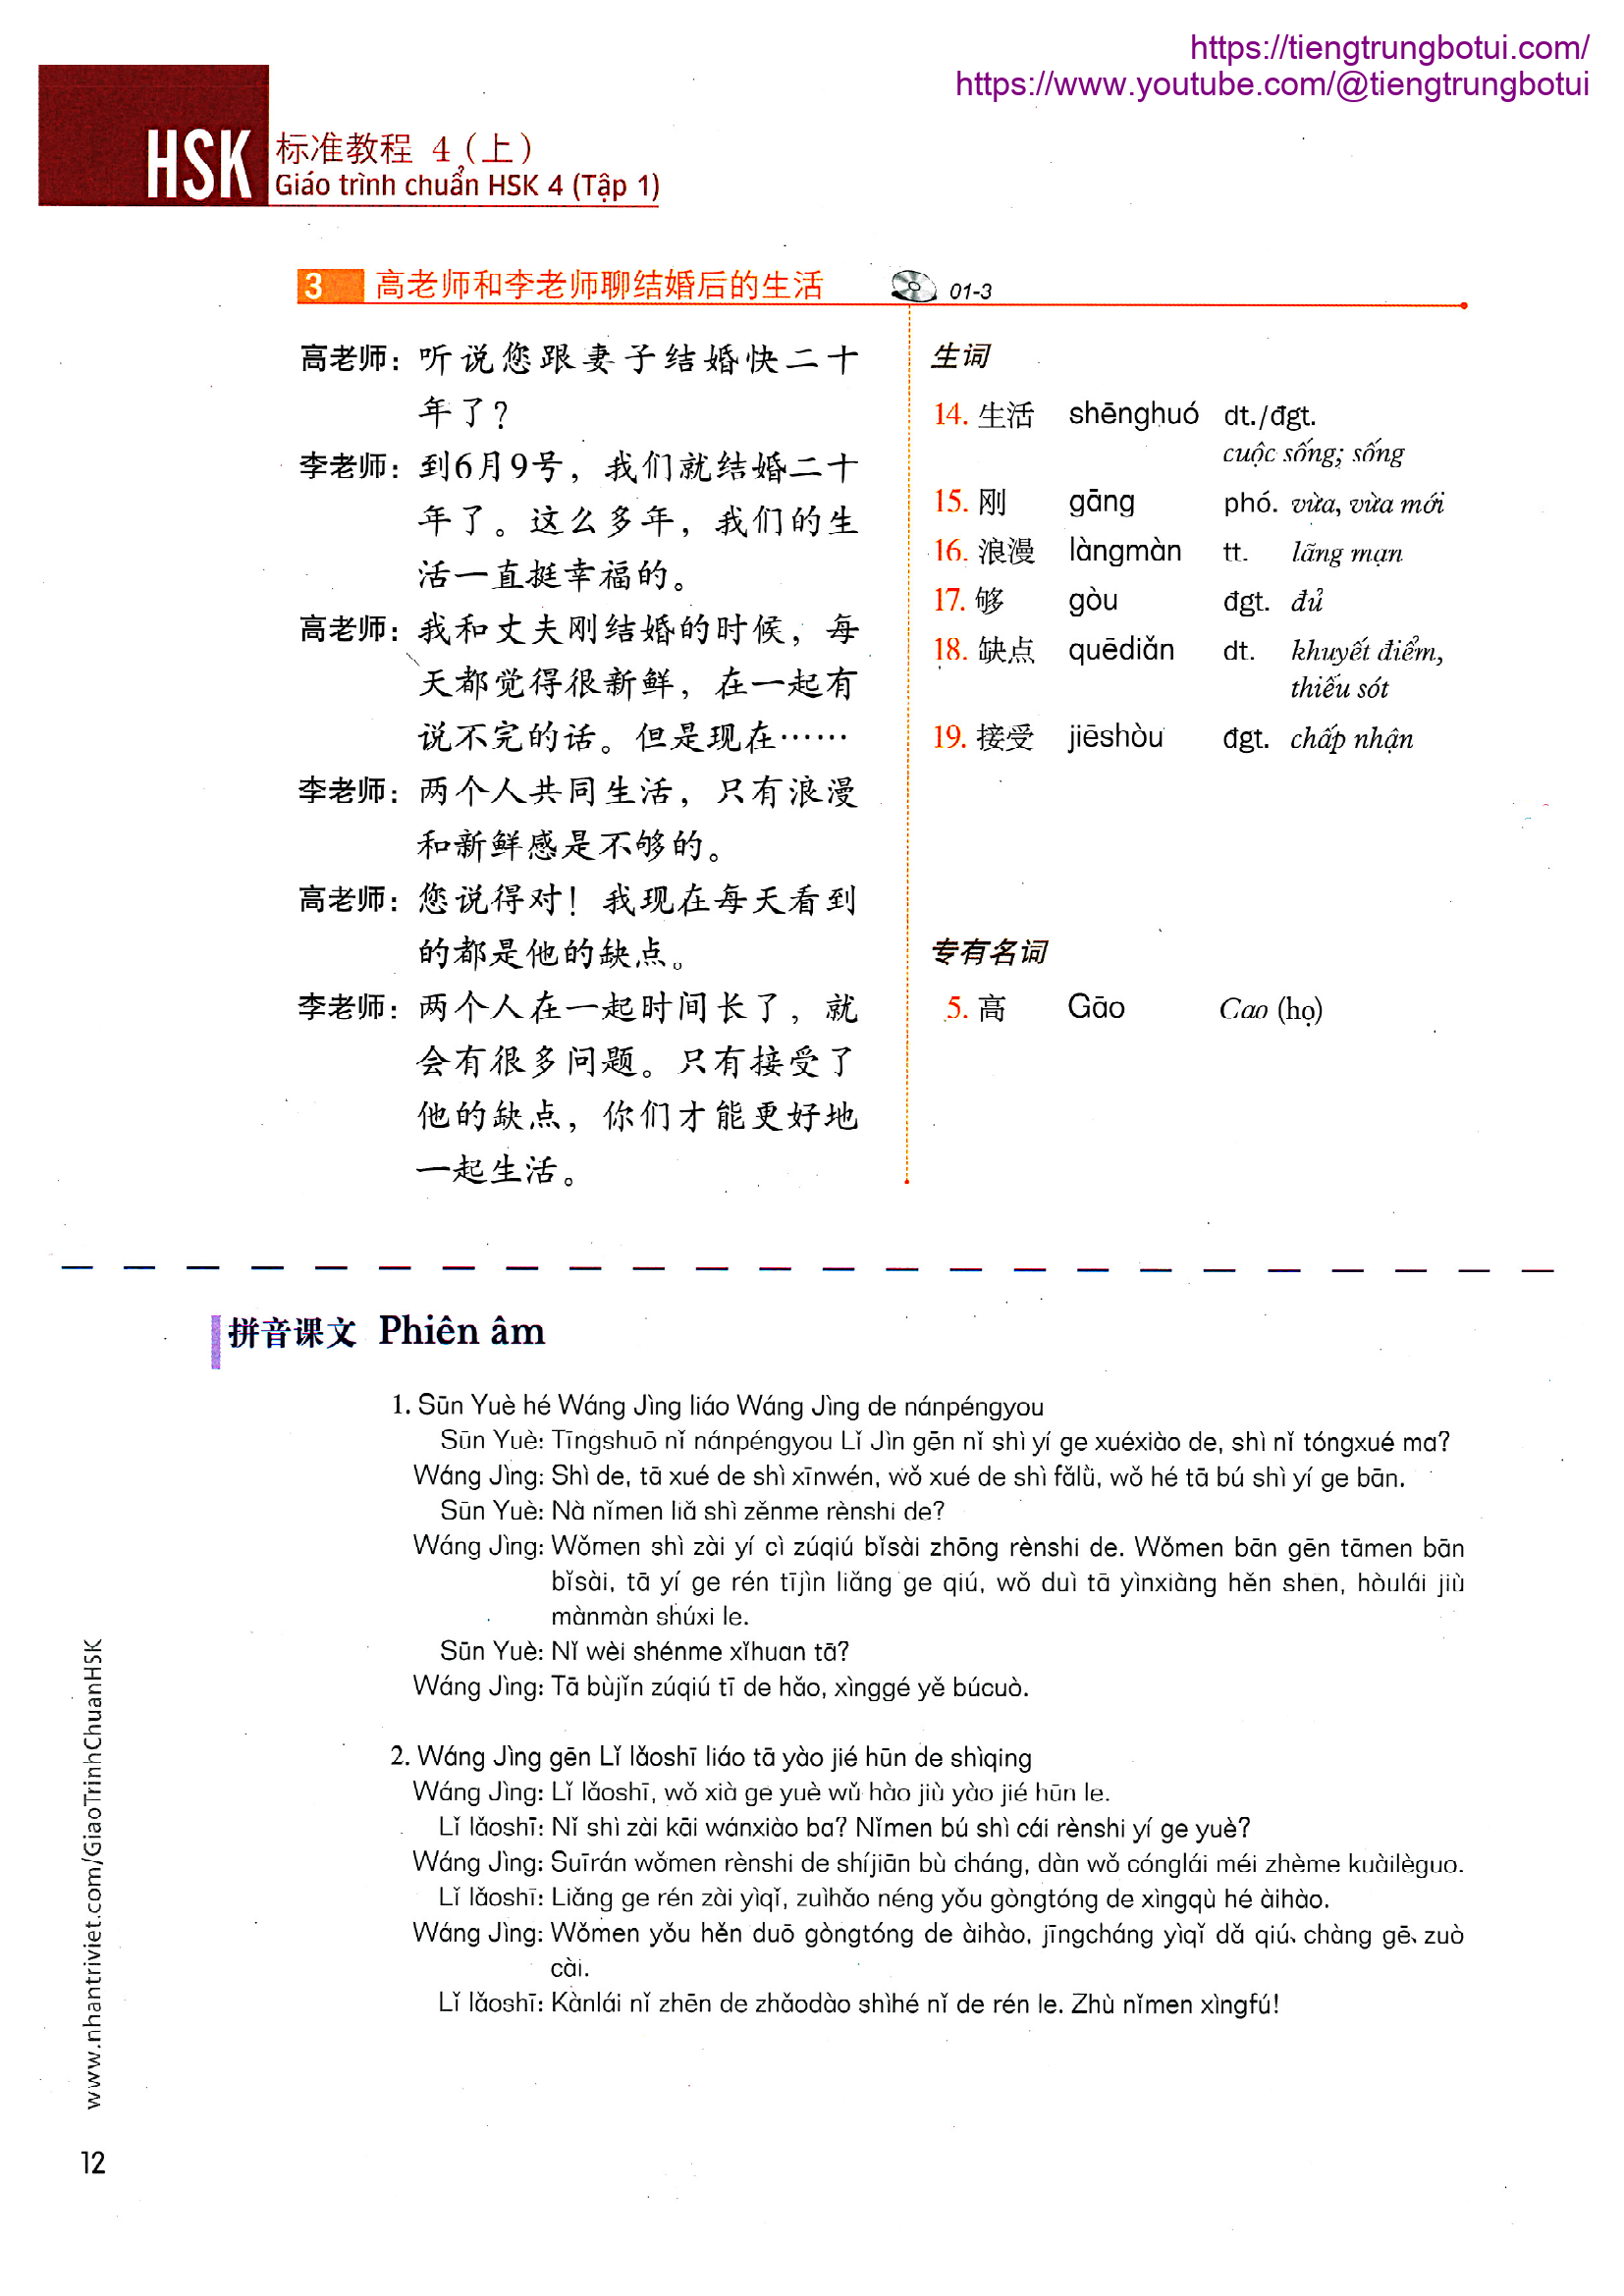 https://tiengtrungbotui.com/
https://www.youtube.com/@tiengtrungbotui
HSK 标准教程 4（上）
Giáo trình chuẩn HSK 4 (Tập 1)
3 高老师和李老师聊结婚后的生活 01-3
高老师：听说您跟妻子结婚快二十
年了？
李老师：到6月9号，我们就结婚二十
年了。这么多年，我们的生
活一直挺幸福的。
高老师：我和丈夫刚结婚的时候，每
天都觉得很新鲜，在一起有
说不完的话。但是现在……
李老师：两个人共同生活，只有浪漫
和新鲜感是不够的。
高老师：您说得对！我现在每天看到
的都是他的缺点。
李老师：两个人在一起时间长了，就
会有很多问题。只有接受了
他的缺点，你们才能更好地
一起生活。
生词
14. 生活 shēnghuó dt./đgt.
cuộc sống; sống
15. 刚 gāng phó. vừa, vừa mới
16. 浪漫 làngmàn tt. lãng mạn
17. 够 gòu đgt. đủ
18. 缺点 quēdiǎn dt. khuyết điểm,
thiếu sót
19. 接受 jiēshòu đgt. chấp nhận
专有名词
5. 高 Gāo Cao (họ)
拼音课文 Phiên âm
1. Sūn Yuè hé Wáng Jìng liáo Wáng Jìng de nánpéngyou
Sūn Yuè: Tīngshuō nǐ nánpéngyou Lǐ Jìn gēn nǐ shì yí ge xuéxiào de, shì nǐ tóngxué ma?
Wáng Jìng: Shì de, tā xué de shì xīnwén, wǒ xué de shì fǎlǜ, wǒ hé tā bú shì yí ge bān.
Sūn Yuè: Nà nǐmen liǎ shì zěnme rènshi de?
Wáng Jìng: Wǒmen shì zài yí cì zúqiú bǐsài zhōng rènshi de. Wǒmen bān gēn tāmen bān
bǐsài, tā yí ge rén tījìn liǎng ge qiú, wǒ duì tā yìnxiàng hěn shēn, hòulái jiù
mànmàn shúxi le.
Sūn Yuè: Nǐ wèi shénme xǐhuan tā?
Wáng Jìng: Tā bùjǐn zúqiú tī de hǎo, xìnggé yě búcuò.
2. Wáng Jìng gēn Lǐ lǎoshī liáo tā yào jié hūn de shìqing
Wáng Jìng: Lǐ lǎoshī, wǒ xià ge yuè wǔ hào jiù yào jié hūn le.
Lǐ lǎoshī: Nǐ shì zài kāi wánxiào ba? Nǐmen bú shì cái rènshi yí ge yuè?
Wáng Jìng: Suīrán wǒmen rènshi de shíjiān bù cháng, dàn wǒ cónglái méi zhème kuàilèguo.
Lǐ lǎoshī: Liǎng ge rén zài yìqǐ, zuìhǎo néng yǒu gòngtóng de xìngqù hé àihào.
Wáng Jìng: Wǒmen yǒu hěn duō gòngtóng de àihào, jīngcháng yìqǐ dǎ qiú、chàng gē、zuò
cài.
Lǐ lǎoshī: Kànlái nǐ zhēn de zhǎodào shìhé nǐ de rén le. Zhù nǐmen xìngfú!
www.nhantriviet.com/GiaoTrinhChuanHSK
12